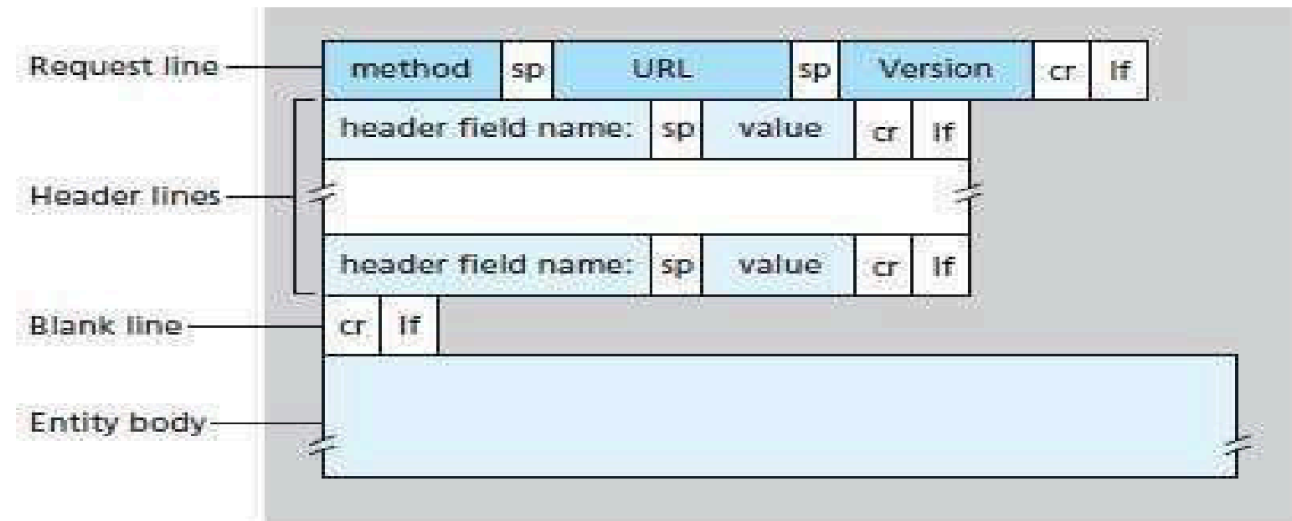 Request line method sp URL sp Version cr lf
header field name: sp value cr lf
Header lines
header field name: sp value cr lf
Blank line cr lf
Entity body